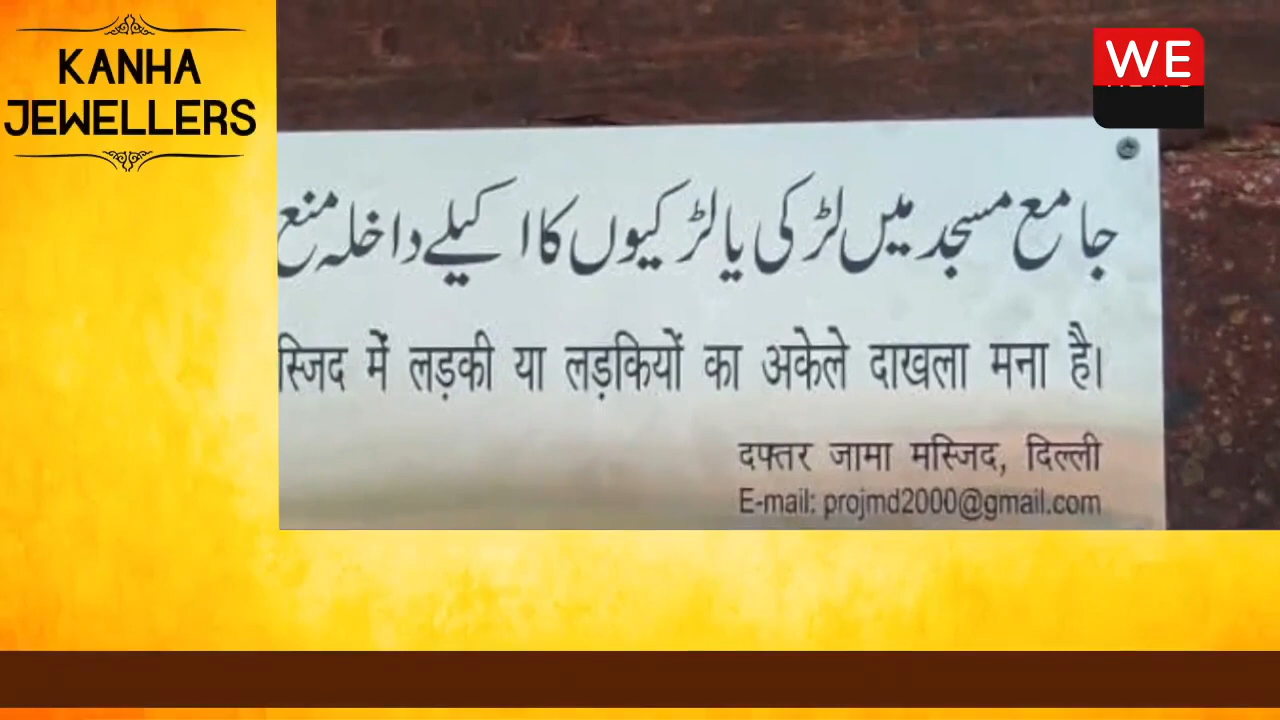 KANHA
JEWELLERS
WE
جامع مسجد میں لڑکی یا لڑکیوں کا اکیلے داخلہ منع
स्जिद में लड़की या लड़कियों का अकेले दाखला मना है।
दफ्तर जामा मस्जिद, दिल्ली
E-mail: projmd2000@gmail.com